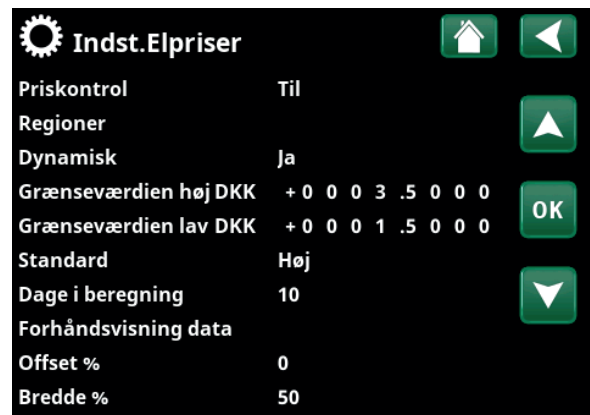 Indst.Elpriser
Priskontrol Til
Regioner
Dynamisk Ja
Grænseværdien høj DKK +0 0 0 3 .5 0 0 0
Grænseværdien lav DKK +0 0 0 1 .5 0 0 0
OK
Standard Høj
Dage i beregning 10
Forhåndsvisning data
Offset % 0
Bredde % 50